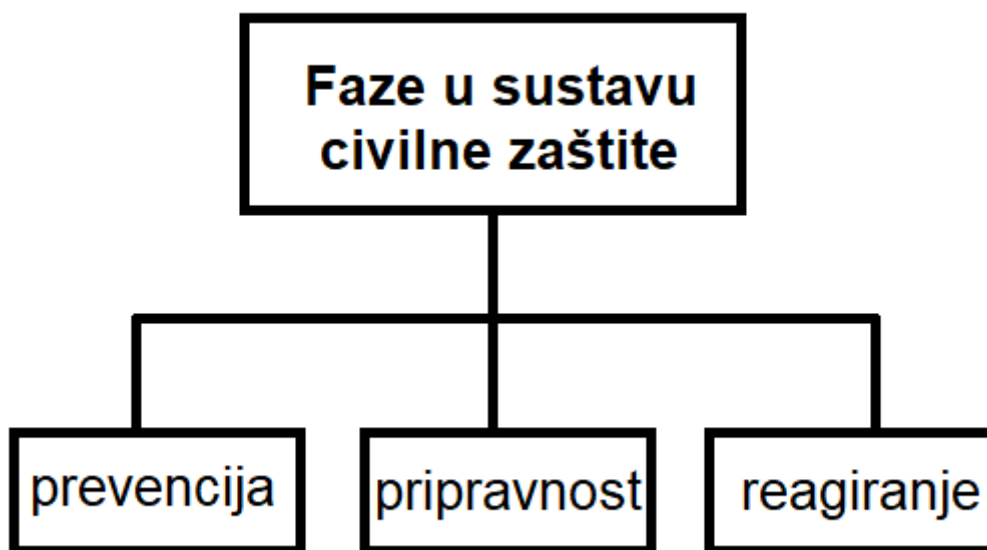 Faze u sustavu
civilne zaštite
prevencija
pripravnost
reagiranje